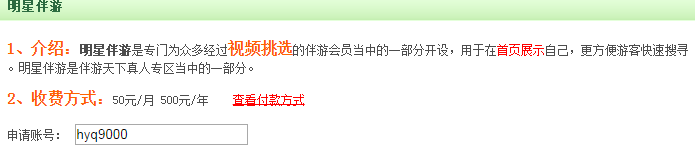 明星伴游
1、介绍：明星伴游是专门为众多经过视频挑选的伴游会员当中的一部分开设，用于在首页展示自己，更方便游客快速搜寻
。明星伴游是伴游天下真人专区当中的一部分。
2、收费方式：50元/月 500元/年 查看付款方式
申请账号： hyq9000